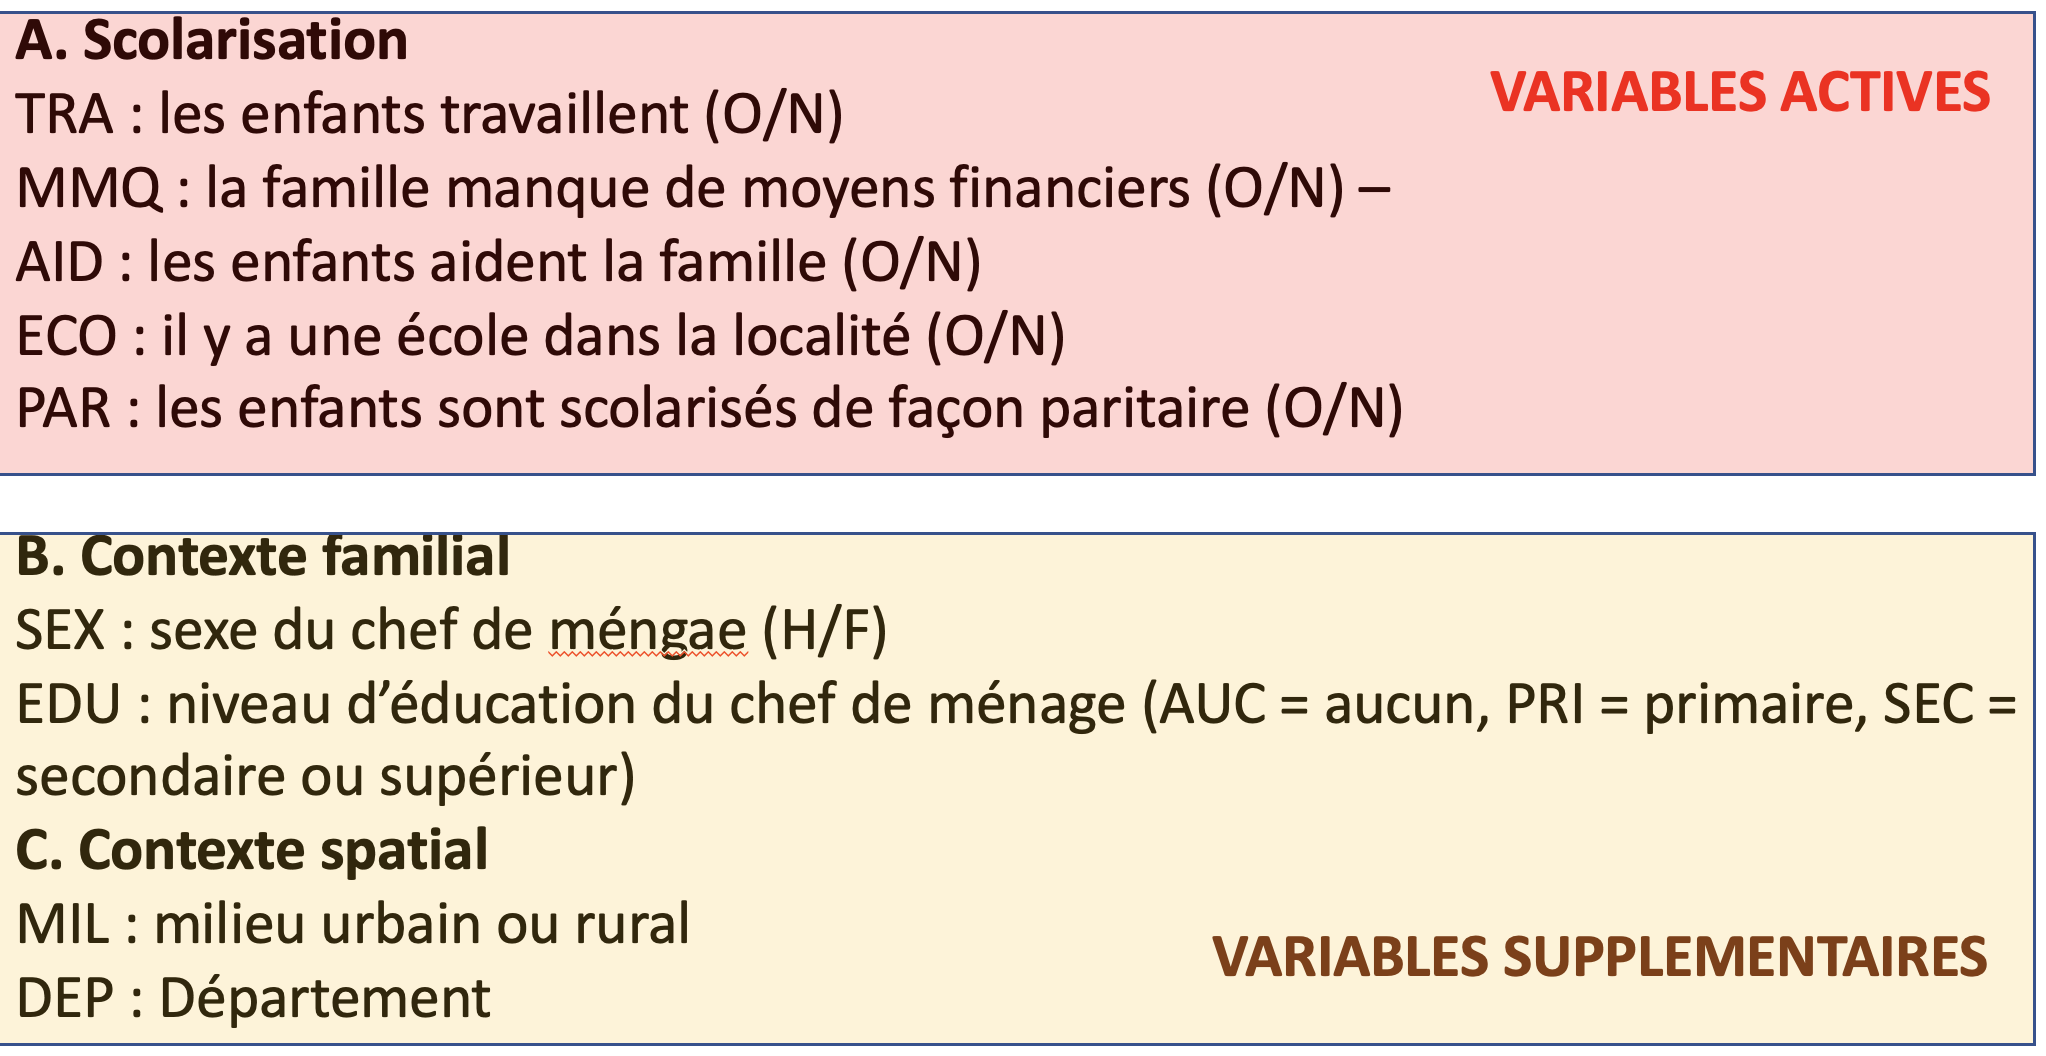 A. Scolarisation
VARIABLES ACTIVES
TRA : les enfants travaillent (O/N)
MMQ : la famille manque de moyens financiers (O/N) –
AID : les enfants aident la famille (O/N)
ECO : il y a une école dans la localité (O/N)
PAR : les enfants sont scolarisés de façon paritaire (O/N)
B. Contexte familial
SEX : sexe du chef de méngae (H/F)
EDU : niveau d’éducation du chef de ménage (AUC = aucun, PRI = primaire, SEC =
secondaire ou supérieur)
C. Contexte spatial
MIL : milieu urbain ou rural
VARIABLES SUPPLEMENTAIRES
DEP : Département